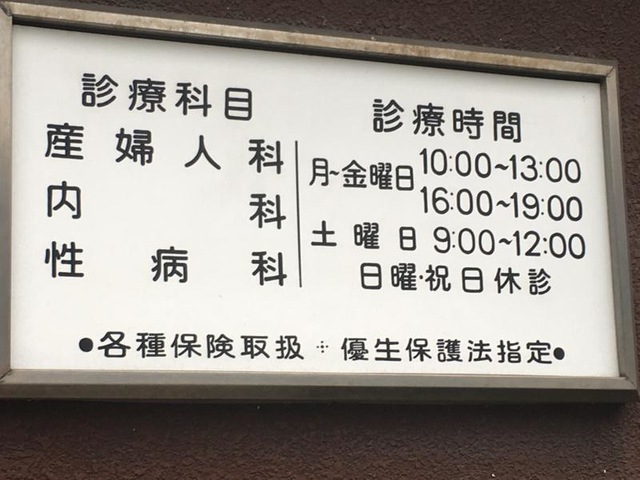 診療科目
産婦人科
内科
性病科
診療時間
月~金曜日 10:00~13:00
16:00~19:00
土曜日 9:00~12:00
日曜・祝日休診
●各種保険取扱 優生保護法指定●